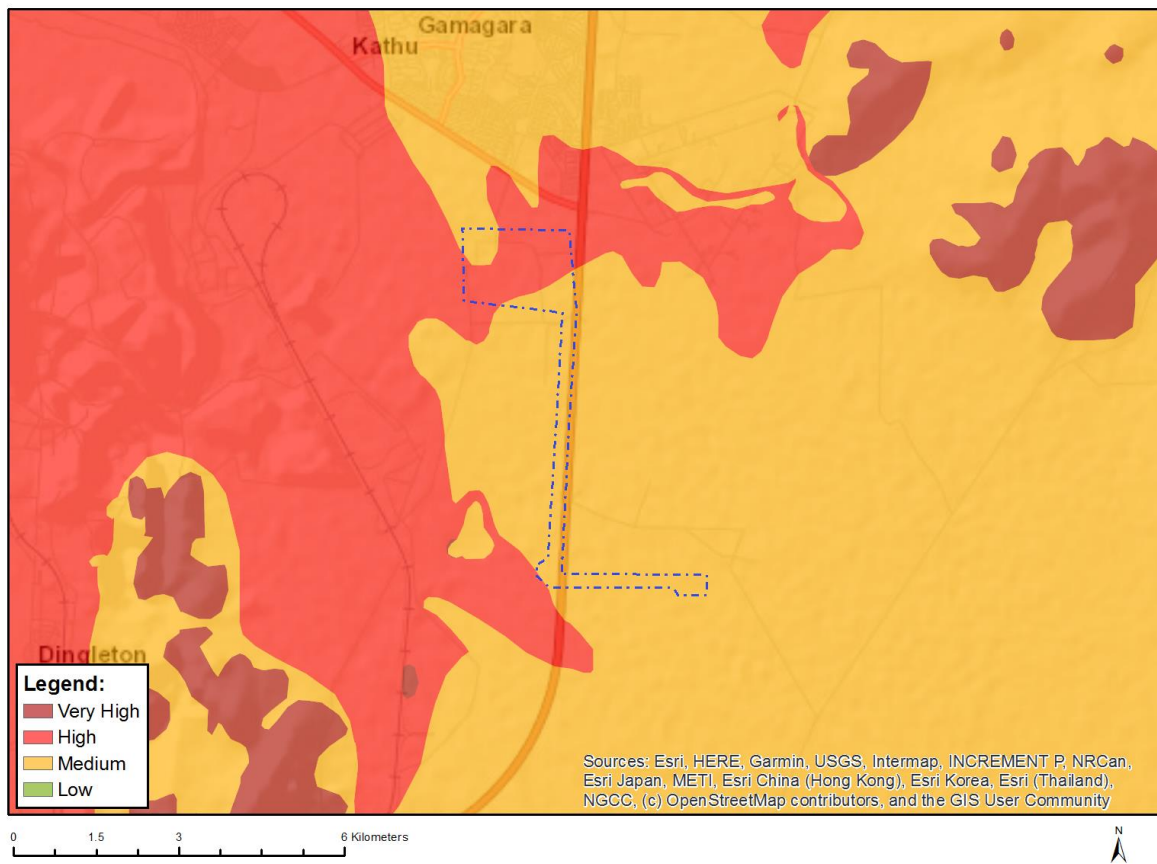 Gamagara
Kathu
Dingleton
Legend:
Very High
High
Medium
Low
Sources: Esri, HERE, Garmin, USGS, Intermap, INCREMENT P, NRCan,
Esri Japan, METI, Esri China (Hong Kong), Esri Korea, Esri (Thailand),
NGCC, (c) OpenStreetMap contributors, and the GIS User Community
0 1.5 3 6 Kilometers
N